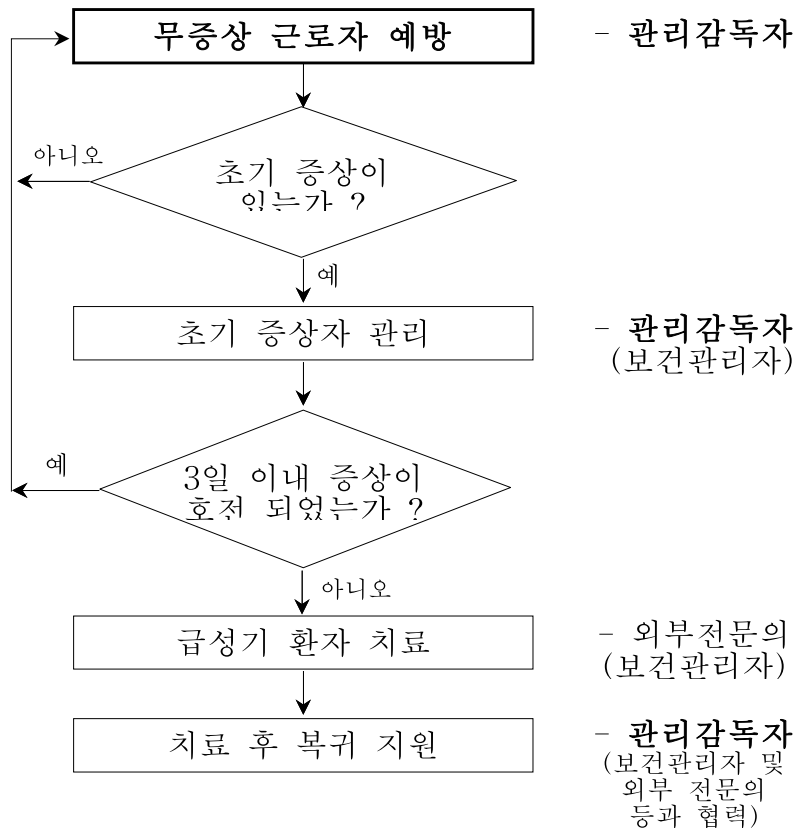 무증상 근로자 예방
- 관리감독자
아니오
초기 증상이
있는가 ?
예
초기 증상자 관리
- 관리감독자
(보건관리자)
예
3일 이내 증상이
호전 되었는가 ?
아니오
급성기 환자 치료
- 외부전문의
(보건관리자)
치료 후 복귀 지원
- 관리감독자
(보건관리자 및
외부 전문의
등과 협력)